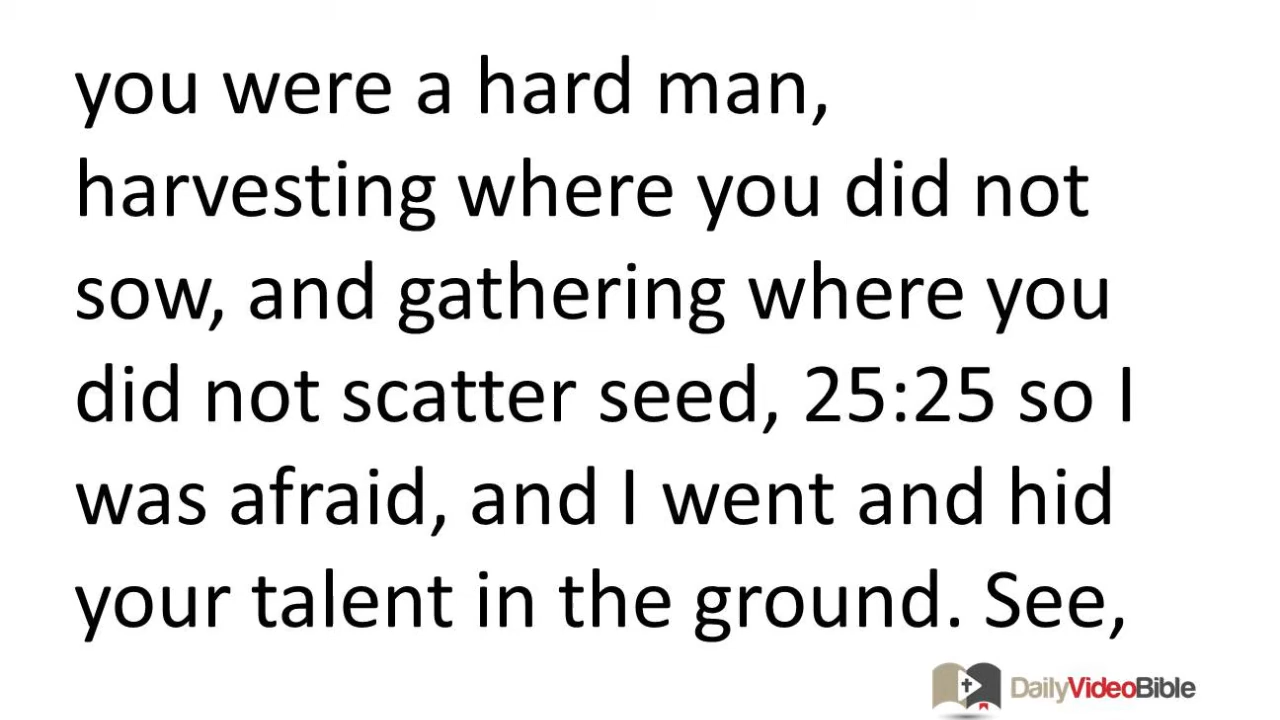 you were a hard man,
harvesting where you did not
sow, and gathering where you
did not scatter seed, 25:25 so I
was afraid, and I went and hid
your talent in the ground. See,
DailyVideoBible